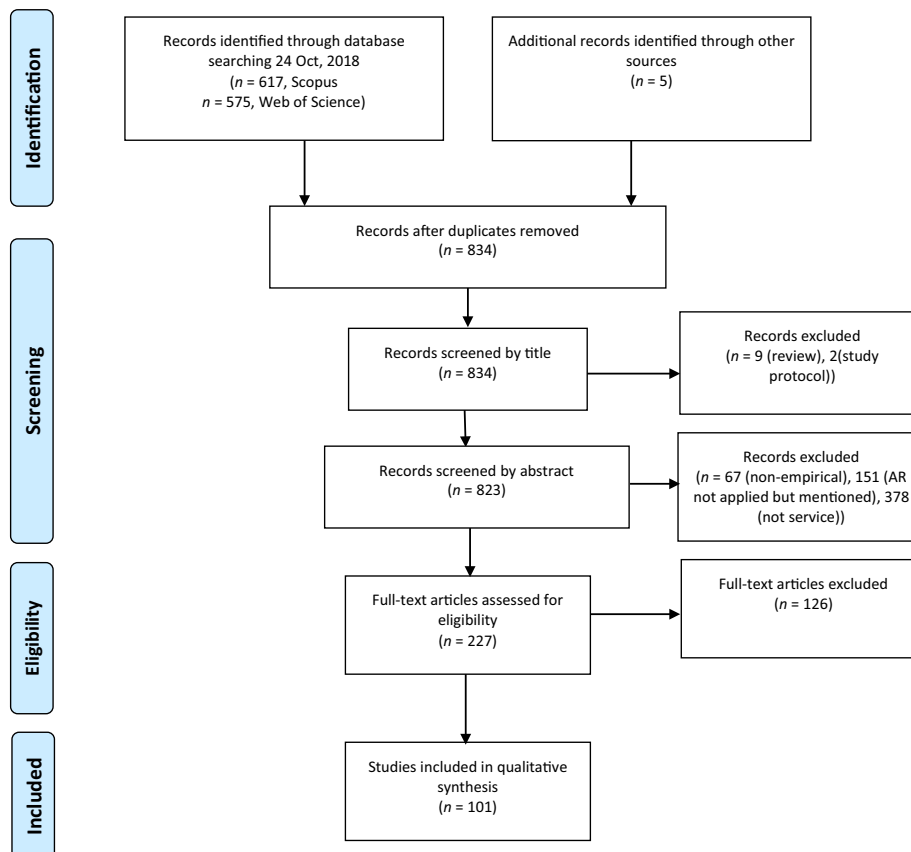 Identification
Records identified through database
searching 24 Oct, 2018
(n = 617, Scopus
n = 575, Web of Science)
Additional records identified through other
sources
(n = 5)
Records after duplicates removed
(n = 834)
Screening
Records screened by title
(n = 834)
Records excluded
(n = 9 (review), 2(study
protocol))
Records screened by abstract
(n = 823)
Records excluded
(n = 67 (non-empirical), 151 (AR
not applied but mentioned), 378
(not service))
Eligibility
Full-text articles assessed for
eligibility
(n = 227)
Full-text articles excluded
(n = 126)
Included
Studies included in qualitative
synthesis
(n = 101)